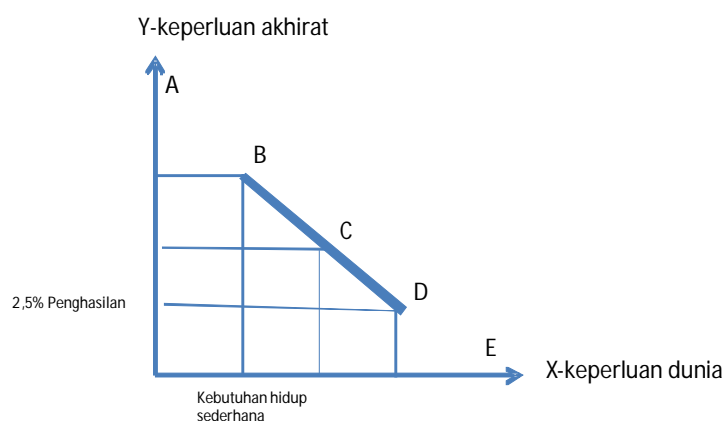 Y-keperluan akhirat
A
B
C
2,5% Penghasilan
D
E
X-keperluan dunia
Kebutuhan hidup
sederhana